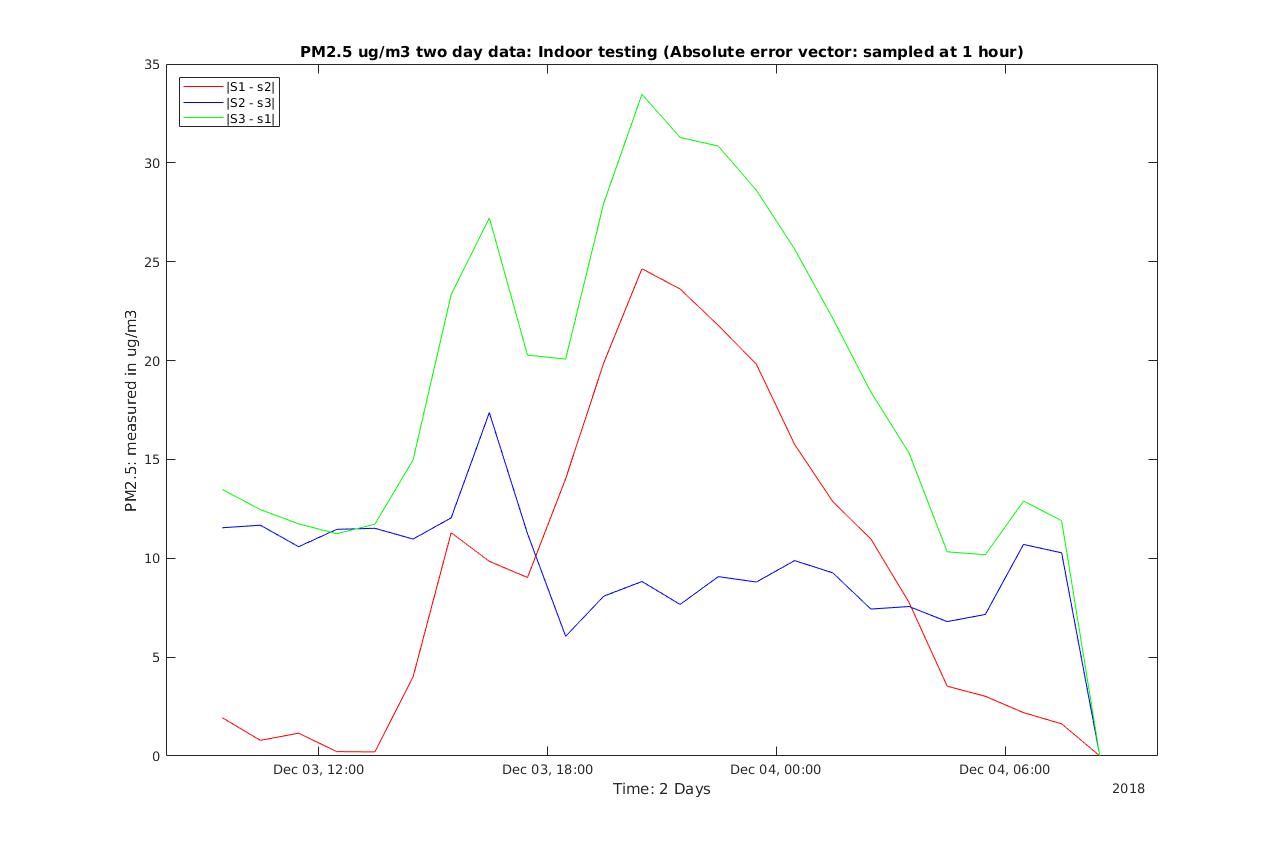 PM2.5 ug/m3 two day data: Indoor testing (Absolute error vector: sampled at 1 hour)
|S1 - s2|
|S2 - s3|
|S3 - s1|
35
30
25
20
15
10
5
0
PM2.5: measured in ug/m3
Dec 03, 12:00
Dec 03, 18:00
Dec 04, 00:00
Dec 04, 06:00
Time: 2 Days
2018